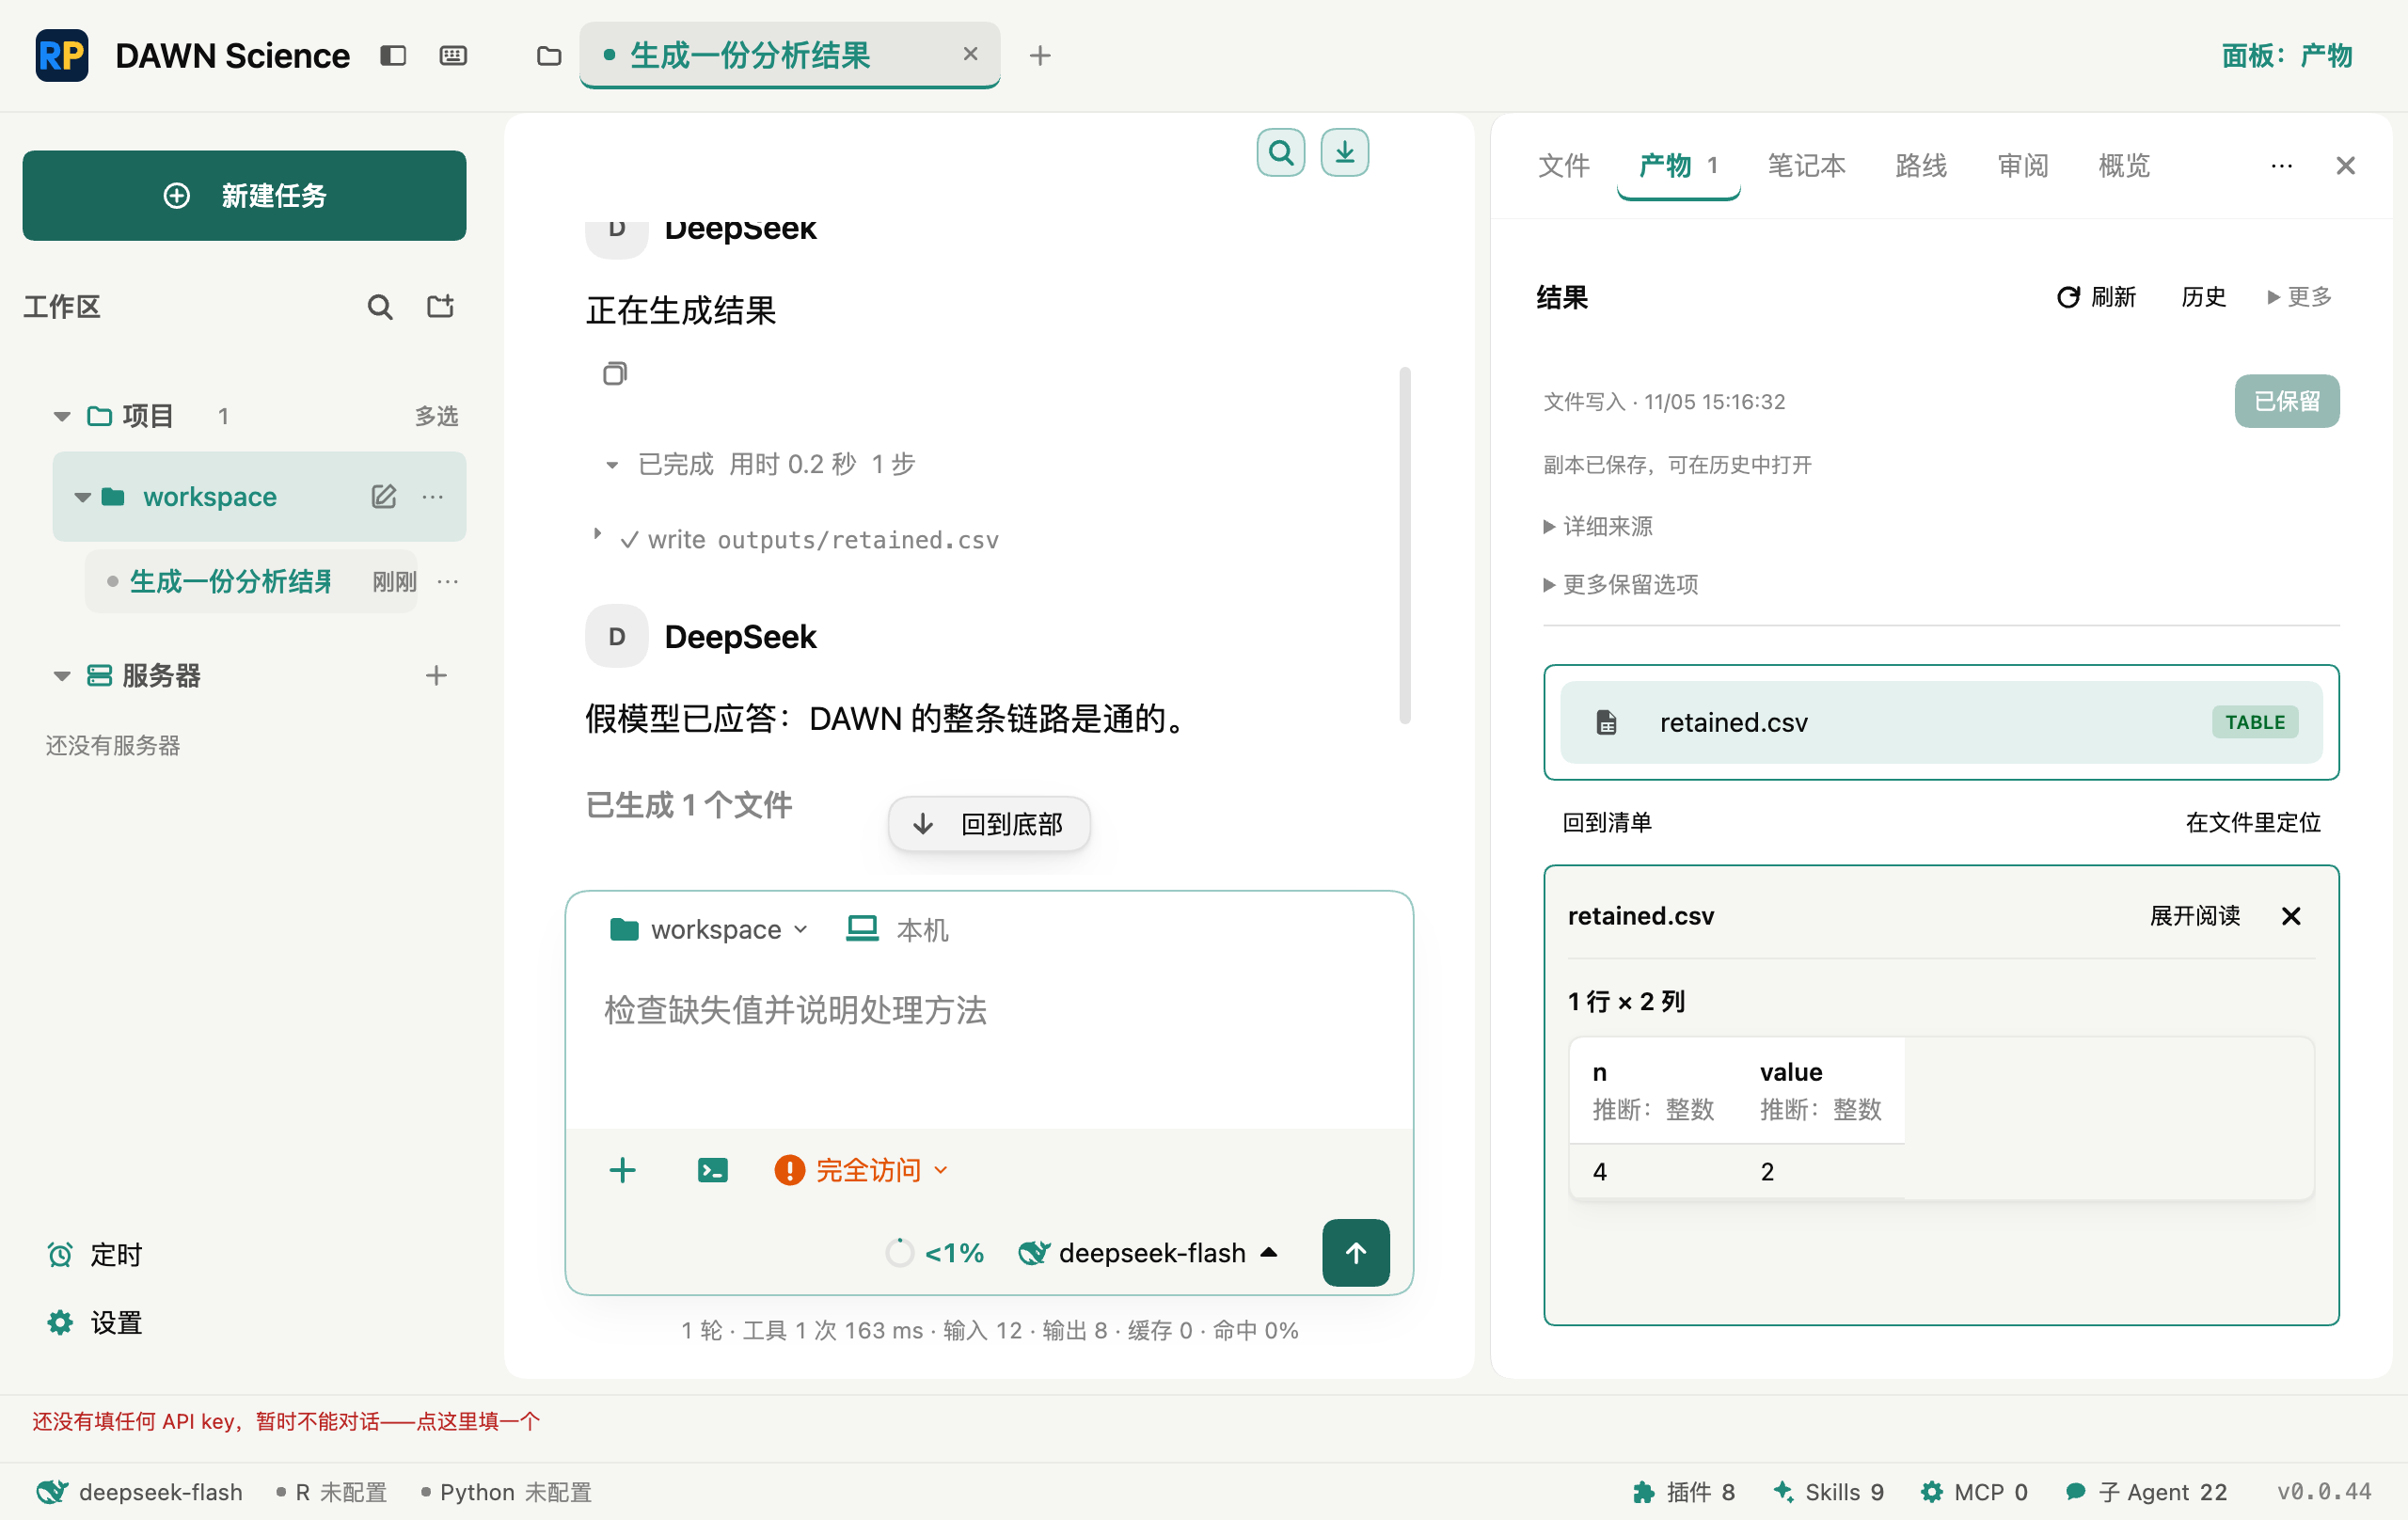 RP DAWN Science
生成一份分析结果
面板：产物
新建任务
工作区
项目 1 多选
workspace
生成一份分析结果 刚刚
服务器
还没有服务器
定时
设置
D DeepSeek
正在生成结果
已完成 用时 0.2 秒 1 步
write outputs/retained.csv
D DeepSeek
假模型已应答：DAWN 的整条链路是通的。
已生成 1 个文件
回到底部
workspace 本机
检查缺失值并说明处理方法
完全访问
<1% deepseek-flash
1 轮 · 工具 1 次 163 ms · 输入 12 · 输出 8 · 缓存 0 · 命中 0%
文件 产物 1 笔记本 路线 审阅 概览
结果 刷新 历史 更多
文件写入 · 11/05 15:16:32 已保留
副本已保存，可在历史中打开
详细来源
更多保留选项
retained.csv TABLE
回到清单 在文件里定位
retained.csv 展开阅读
1 行 × 2 列
n value
推断：整数 推断：整数
4 2
还没有填任何 API key，暂时不能对话——点这里填一个
deepseek-flash R 未配置 Python 未配置 插件 8 Skills 9 MCP 0 子 Agent 22 v0.0.44